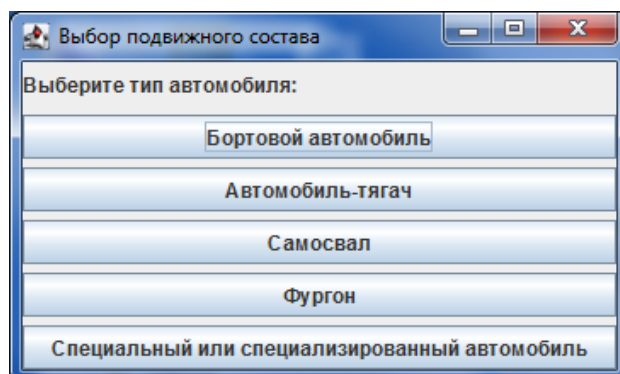 Выбор подвижного состава
Выберите тип автомобиля:
Бортовой автомобиль
Автомобиль-тягач
Самосвал
Фургон
Специальный или специализированный автомобиль